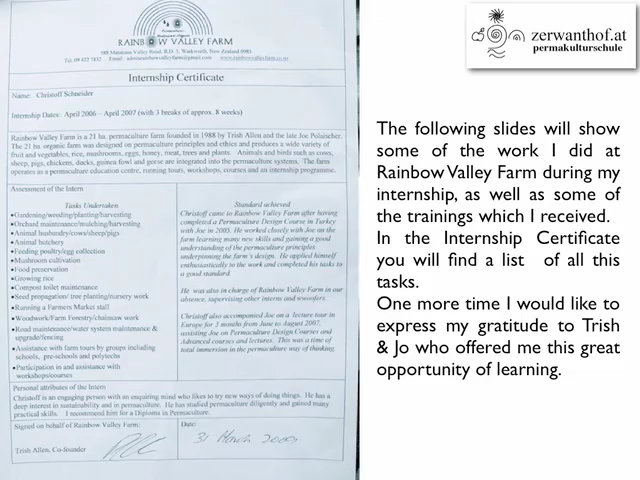 RAINBOW VALLEY FARM
Internship Certificate
Name: Christoff Schneider
Internship Dates: April 2006 – April 2007 (with 3 breaks of approx. 8 weeks)
Rainbow Valley Farm is a 21 ha. permaculture farm founded in 1988 by Trish Allen and the late Joe Polaischer.
The 21 ha. organic farm was designed on permaculture principles and ethics and produces a wide variety of
fruit and vegetables, rice, mushrooms, eggs, honey, meat, trees and plants. Animals and birds such as cows,
sheep, pigs, chickens, ducks, guinea fowl and geese are integrated into the permaculture systems. The farm
operates as a permaculture education centre, running tours, workshops, courses and an internship programme.
Assessment of the Intern
Tasks Undertaken
•Gardening/weeding/planting/harvesting
•Orchard maintenance/mulching/harvesting
•Animal husbandry/cows/sheep/pigs
•Animal butchery
•Feeding poultry/egg collection
•Mushroom cultivation
•Food preservation
•Growing rice
•Compost toilet maintenance
•Seed propagation/ tree planting/nursery work
•Running a Farmers Market stall
•Woodwork/Farm Forestry/chainsaw work
•Road maintenance/water system maintenance &
upgrade/fencing
•Assistance with farm tours by groups including
schools, pre-schools and polytechs
•Participation in and assistance with
workshops/courses
Standard achieved
Christoff came to Rainbow Valley Farm after having
completed a Permaculture Design Course in Turkey
with Joe in 2005. He worked closely with Joe on the
farm learning many new skills and gaining a good
understanding of the permaculture principles
underpinning the farm's design. He applied himself
enthusiastically to the work and completed his tasks to
a good standard.
He was also in charge of Rainbow Valley Farm in our
absence, supervising other interns and woofers.
Christoff also accompanied Joe on a lecture tour in
Europe for 3 months from June to August 2007,
assisting Joe on Permaculture Design Courses and
Advanced courses and lectures. This was a time of
total immersion in the permaculture way of thinking.
Personal attributes of the Intern
Christoff is an engaging person with an enquiring mind who likes to try new ways of doing things. He has a
deep interest in sustainability and in permaculture. He has studied permaculture diligently and gained many
practical skills. I recommend him for a Diploma in Permaculture.
Signed on behalf of Rainbow Valley Farm:
Trish Allen, Co-founder
Date:
31 March 2009
zerwanthof.at
permakulturschule
The following slides will show
some of the work I did at
Rainbow Valley Farm during my
internship, as well as some of
the trainings which I received.
In the Internship Certificate
you will find a list of all this
tasks.
One more time I would like to
express my gratitude to Trish
& Jo who offered me this great
opportunity of learning.